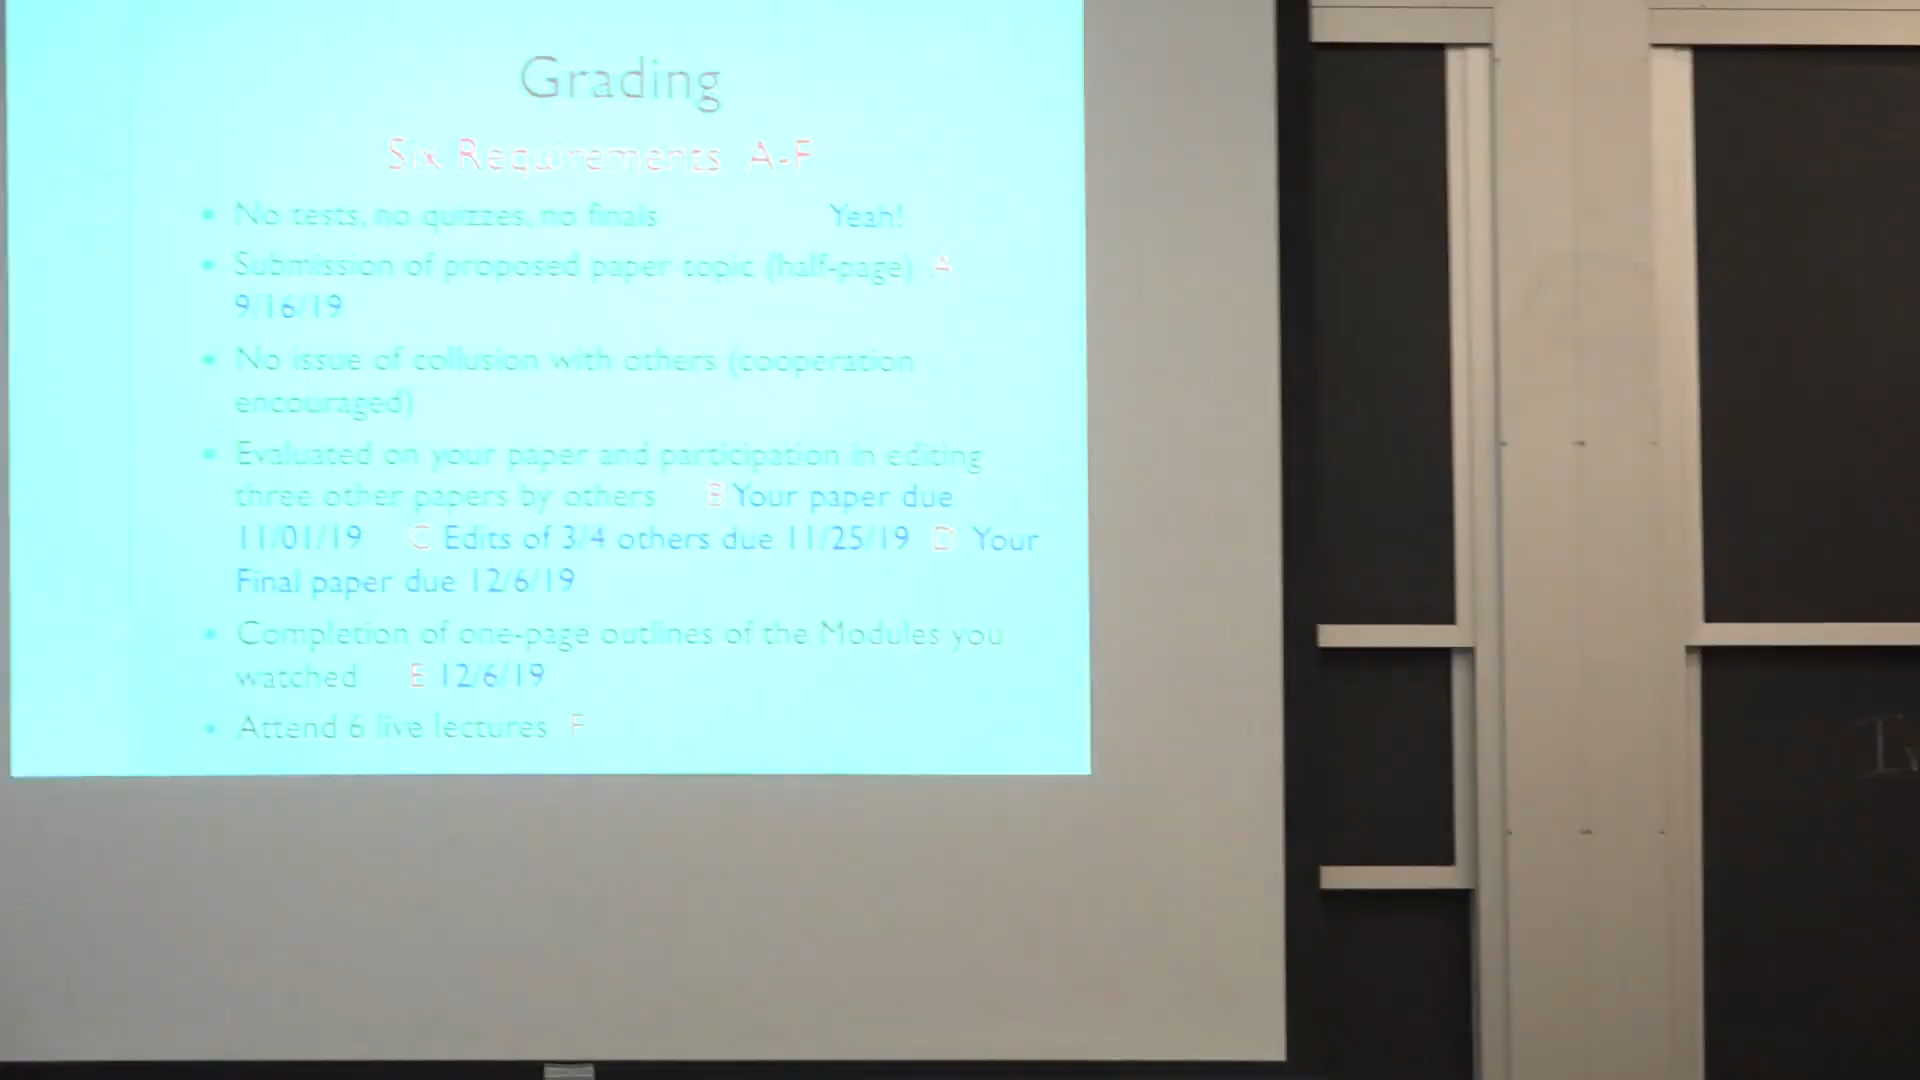 Grading
Six Requirements A-F
• No tests, no quizzes, no finals Yeah!
• Submission of proposed paper topic (half-page) A
9/16/19
• No issue of collusion with others (cooperation
encouraged)
• Evaluated on your paper and participation in editing
three other papers by others B Your paper due
11/01/19 C Edits of 3/4 others due 11/25/19 D Your
Final paper due 12/6/19
• Completion of one-page outlines of the Modules you
watched E 12/6/19
• Attend 6 live lectures F